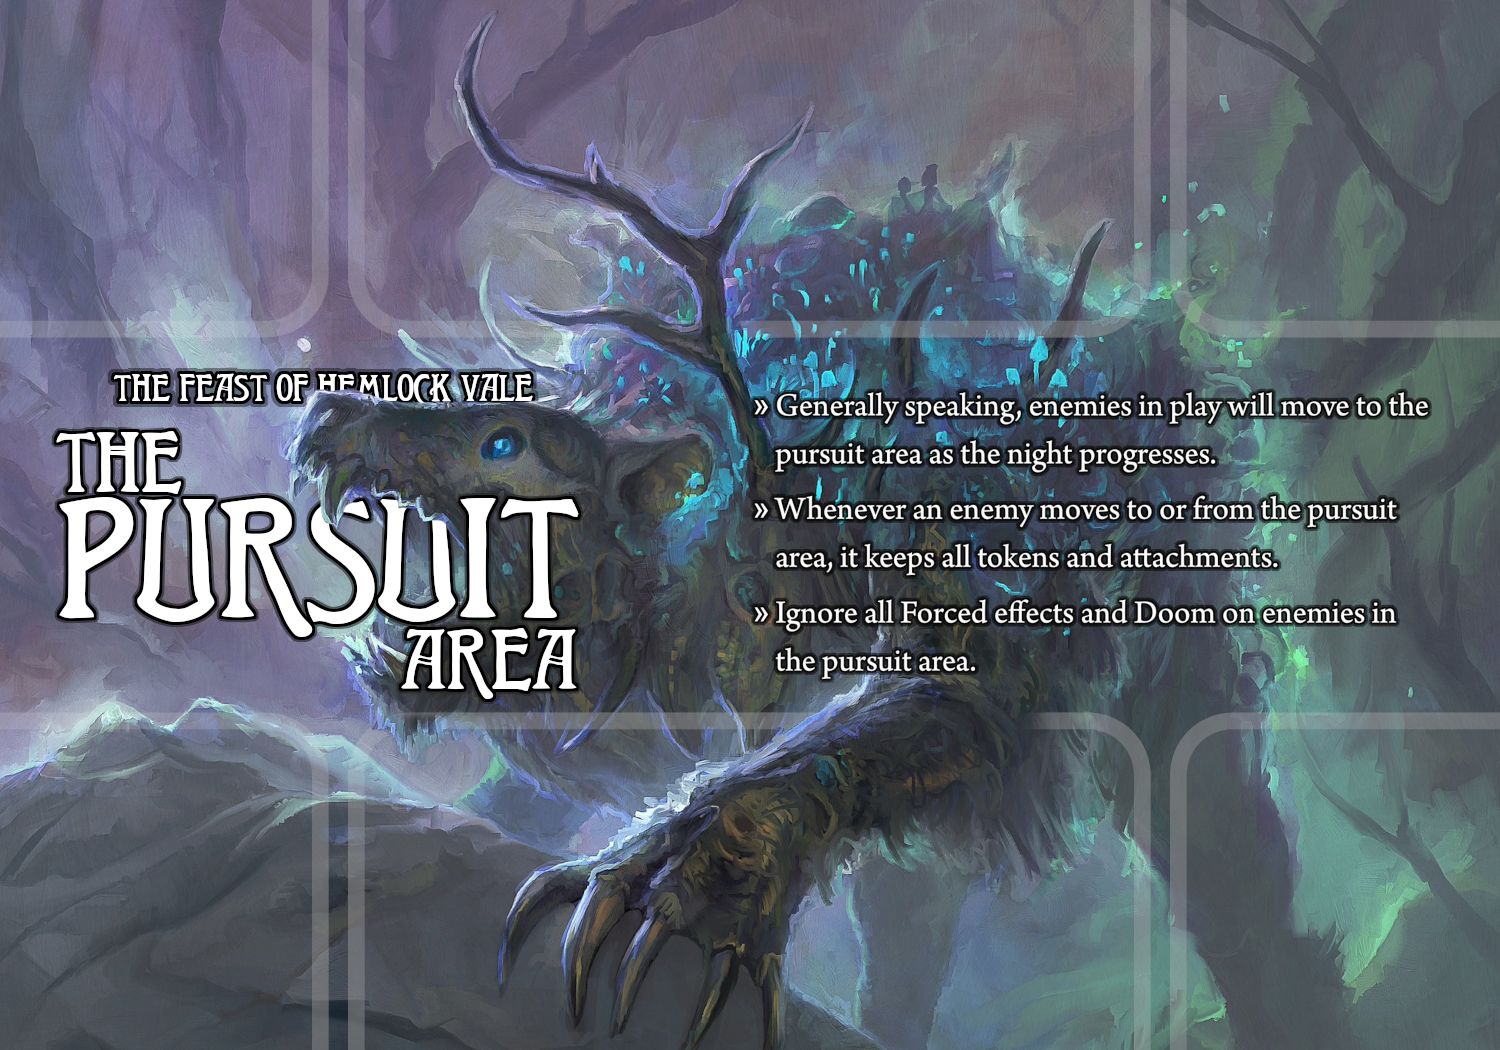 THE FEAST OF HEMLOCK VALE
THE
PURSUIT
AREA
» Generally speaking, enemies in play will move to the
pursuit area as the night progresses.
» Whenever an enemy moves to or from the pursuit
area, it keeps all tokens and attachments.
» Ignore all Forced effects and Doom on enemies in
the pursuit area.